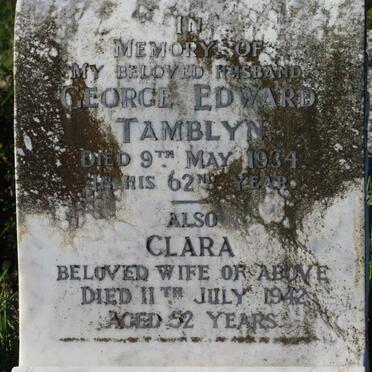 IN
MEMORY OF
MY BELOVED HUSBAND
GEORGE EDWARD
TAMBLYN
DIED 9TH MAY 1934
IN HIS 62ND YEAR
ALSO
CLARA
BELOVED WIFE OF ABOVE
DIED 11TH JULY 1942
AGED 52 YEARS